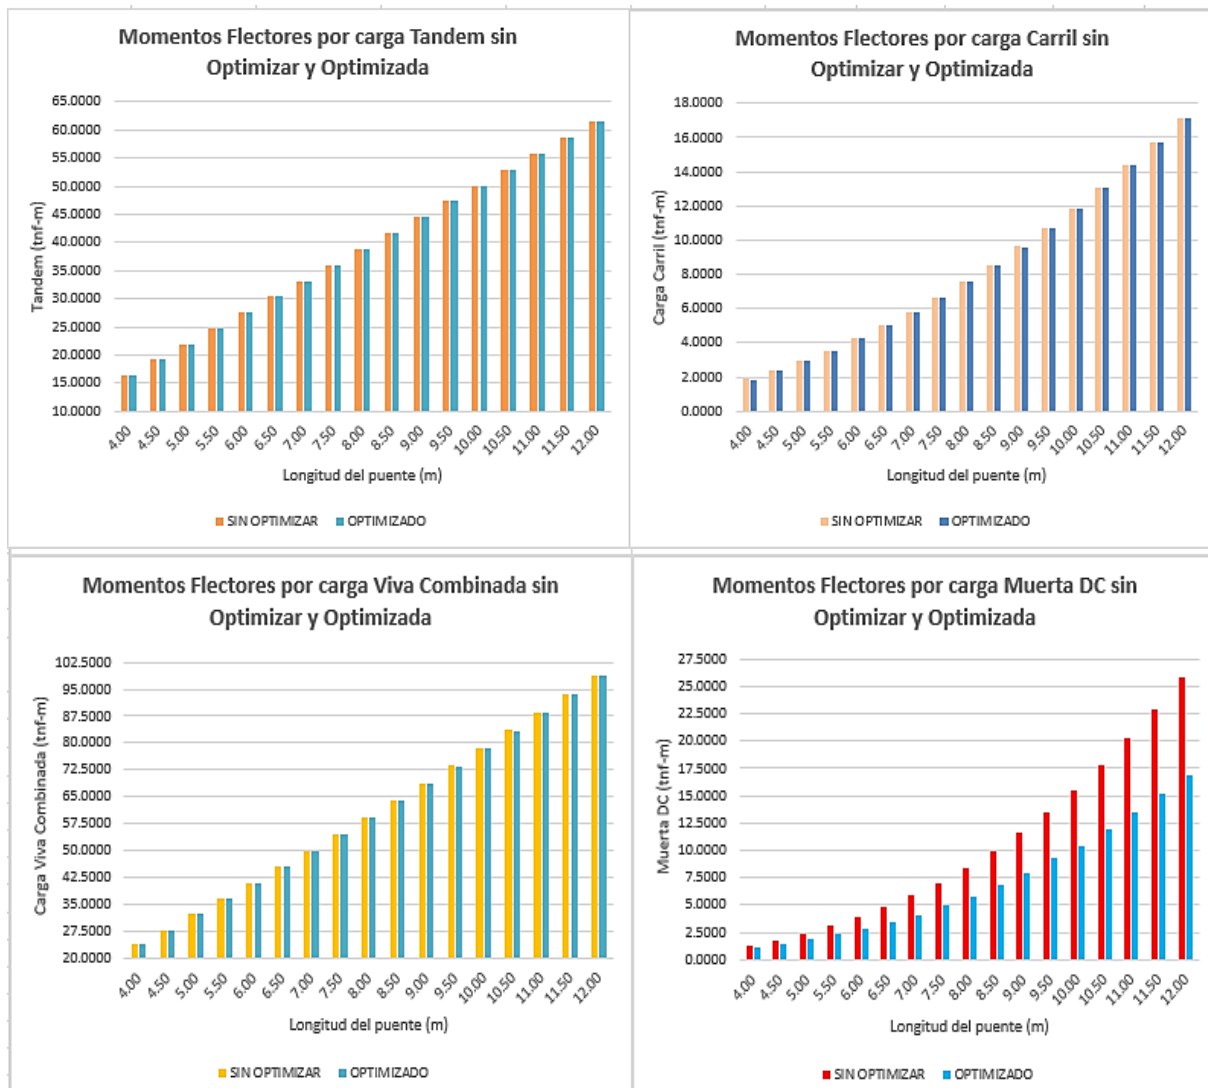 Momentos Flectores por carga Tandem sin
Optimizar y Optimizada
65.0000
60.0000
55.0000
50.0000
45.0000
40.0000
35.0000
30.0000
25.0000
20.0000
15.0000
10.0000
Tandem (tnf-m)
4.00 4.50 5.00 5.50 6.00 6.50 7.00 7.50 8.00 8.50 9.00 9.50 10.00 10.50 11.00 11.50 12.00
Longitud del puente (m)
SIN OPTIMIZAR OPTIMIZADO
Momentos Flectores por carga Carril sin
Optimizar y Optimizada
18.0000
16.0000
14.0000
12.0000
10.0000
8.0000
6.0000
4.0000
2.0000
0.0000
Carga Carril (tnf-m)
4.00 4.50 5.00 5.50 6.00 6.50 7.00 7.50 8.00 8.50 9.00 9.50 10.00 10.50 11.00 11.50 12.00
Longitud del puente (m)
SIN OPTIMIZAR OPTIMIZADO
Momentos Flectores por carga Viva Combinada sin
Optimizar y Optimizada
102.5000
95.0000
87.5000
80.0000
72.5000
65.0000
57.5000
50.0000
42.5000
35.0000
27.5000
20.0000
Carga Viva Combinada (tnf-m)
4.00 4.50 5.00 5.50 6.00 6.50 7.00 7.50 8.00 8.50 9.00 9.50 10.00 10.50 11.00 11.50 12.00
Longitud del puente (m)
SIN OPTIMIZAR OPTIMIZADO
Momentos Flectores por carga Muerta DC sin
Optimizar y Optimizada
27.5000
25.0000
22.5000
20.0000
17.5000
15.0000
12.5000
10.0000
7.5000
5.0000
2.5000
0.0000
Muerta DC (tnf-m)
4.00 4.50 5.00 5.50 6.00 6.50 7.00 7.50 8.00 8.50 9.00 9.50 10.00 10.50 11.00 11.50 12.00
Longitud del puente (m)
SIN OPTIMIZAR OPTIMIZADO